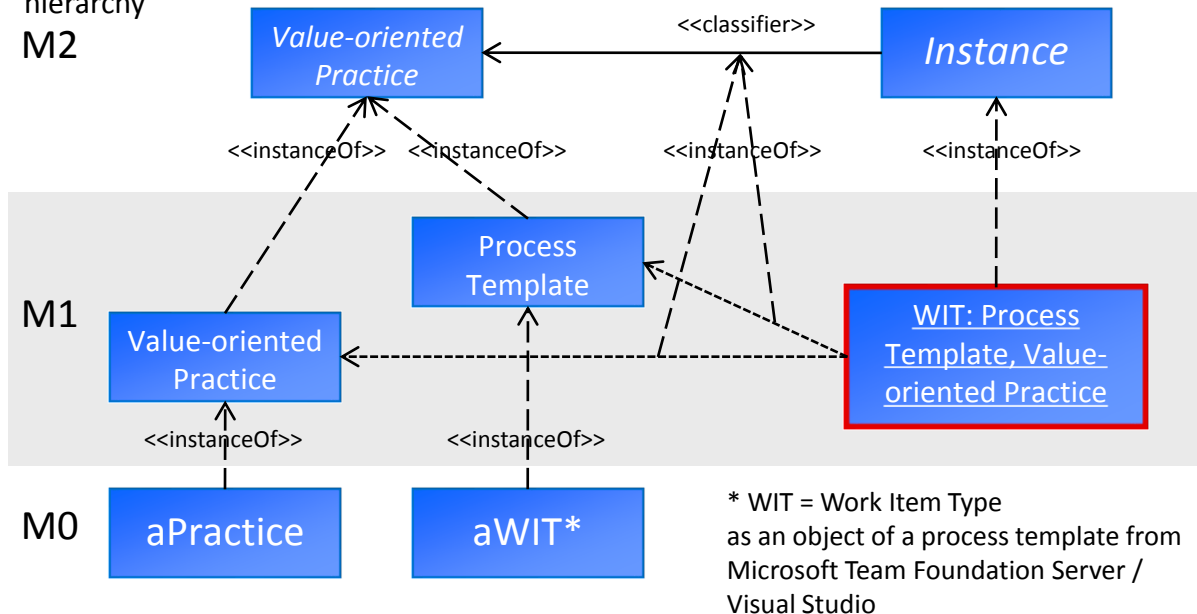 hierarchy
M2
Value-oriented
Practice
<<classifier>>
Instance
<<instanceOf>>
<<instanceOf>>
<<instanceOf>>
<<instanceOf>>
M1
Process
Template
Value-oriented
Practice
WIT: Process
Template, Value-
oriented Practice
<<instanceOf>>
<<instanceOf>>
M0
aPractice
aWIT*
* WIT = Work Item Type
as an object of a process template from
Microsoft Team Foundation Server /
Visual Studio